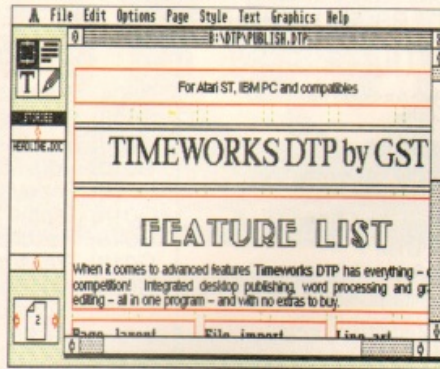 File Edit Options Page Style Text Graphics Help
B:\DTP\PUBLISH.DTP
For Atari ST, IBM PC and compatibles
T
STORIES
HEADLINE.DOC
TIMEWORKS DTP by GST
FEATURE LIST
When it comes to advanced features Timeworks DTP has everything –
competition! Integrated desktop publishing, word processing and
editing – all in one program – and with no extras to buy.
2
Page layout File import Line art